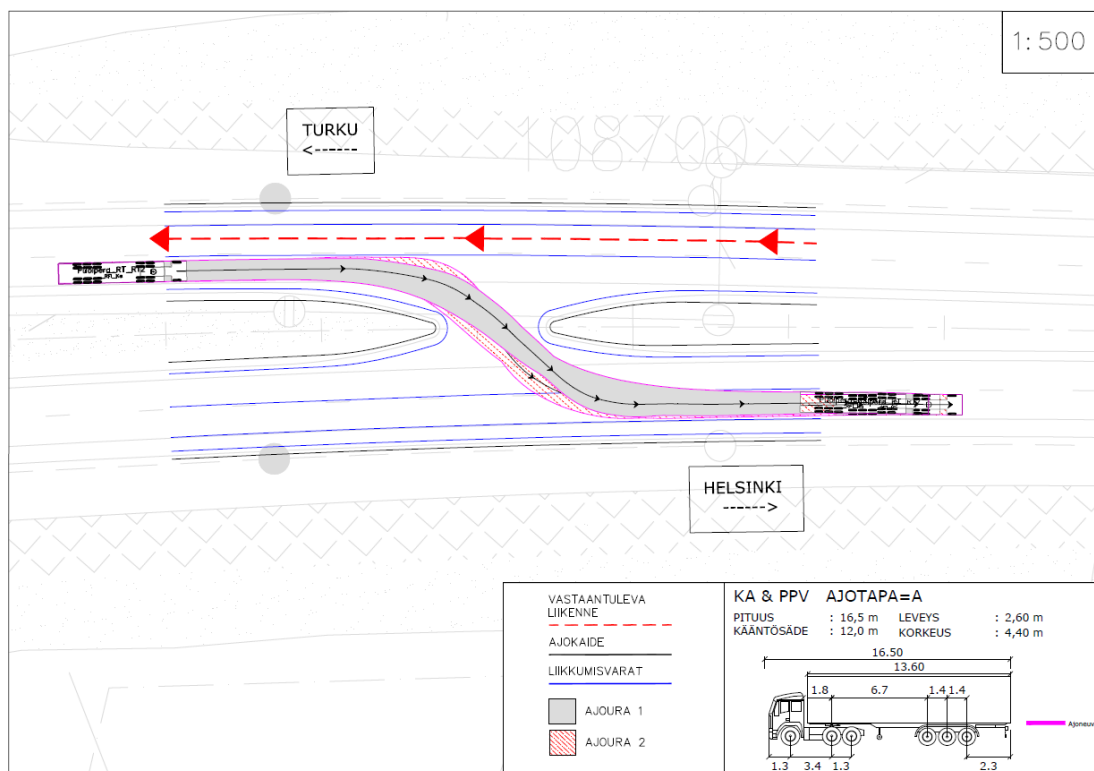 1:500
108700
TURKU
<------
HELSINKI
------>
VASTAANTULEVA
LIIKENNE
AJOKAIDE
LIIKKUMISVARAT
AJOURA 1
AJOURA 2
KA & PPV AJOTAPA=A
PITUUS : 16,5 m LEVEYS : 2,60 m
KÄÄNTÖSÄDE : 12,0 m KORKEUS : 4,40 m
16.50
13.60
1.8 6.7 1.4 1.4
Ajoneuv
1.3 3.4 1.3 2.3